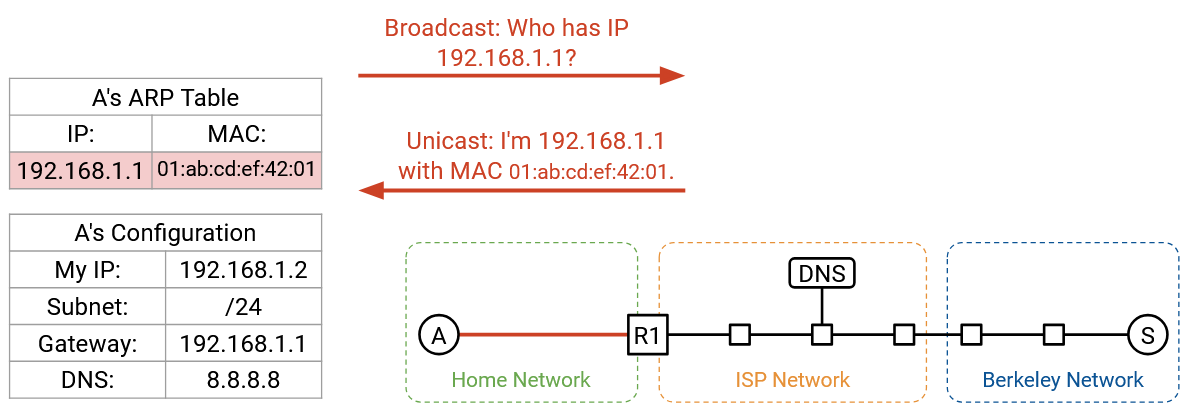 Broadcast: Who has IP
192.168.1.1?
A's ARP Table
IP: MAC:
192.168.1.1 01:ab:cd:ef:42:01
Unicast: I'm 192.168.1.1
with MAC 01:ab:cd:ef:42:01.
A's Configuration
My IP: 192.168.1.2
Subnet: /24
Gateway: 192.168.1.1
DNS: 8.8.8.8
DNS
A
R1
S
Home Network
ISP Network
Berkeley Network